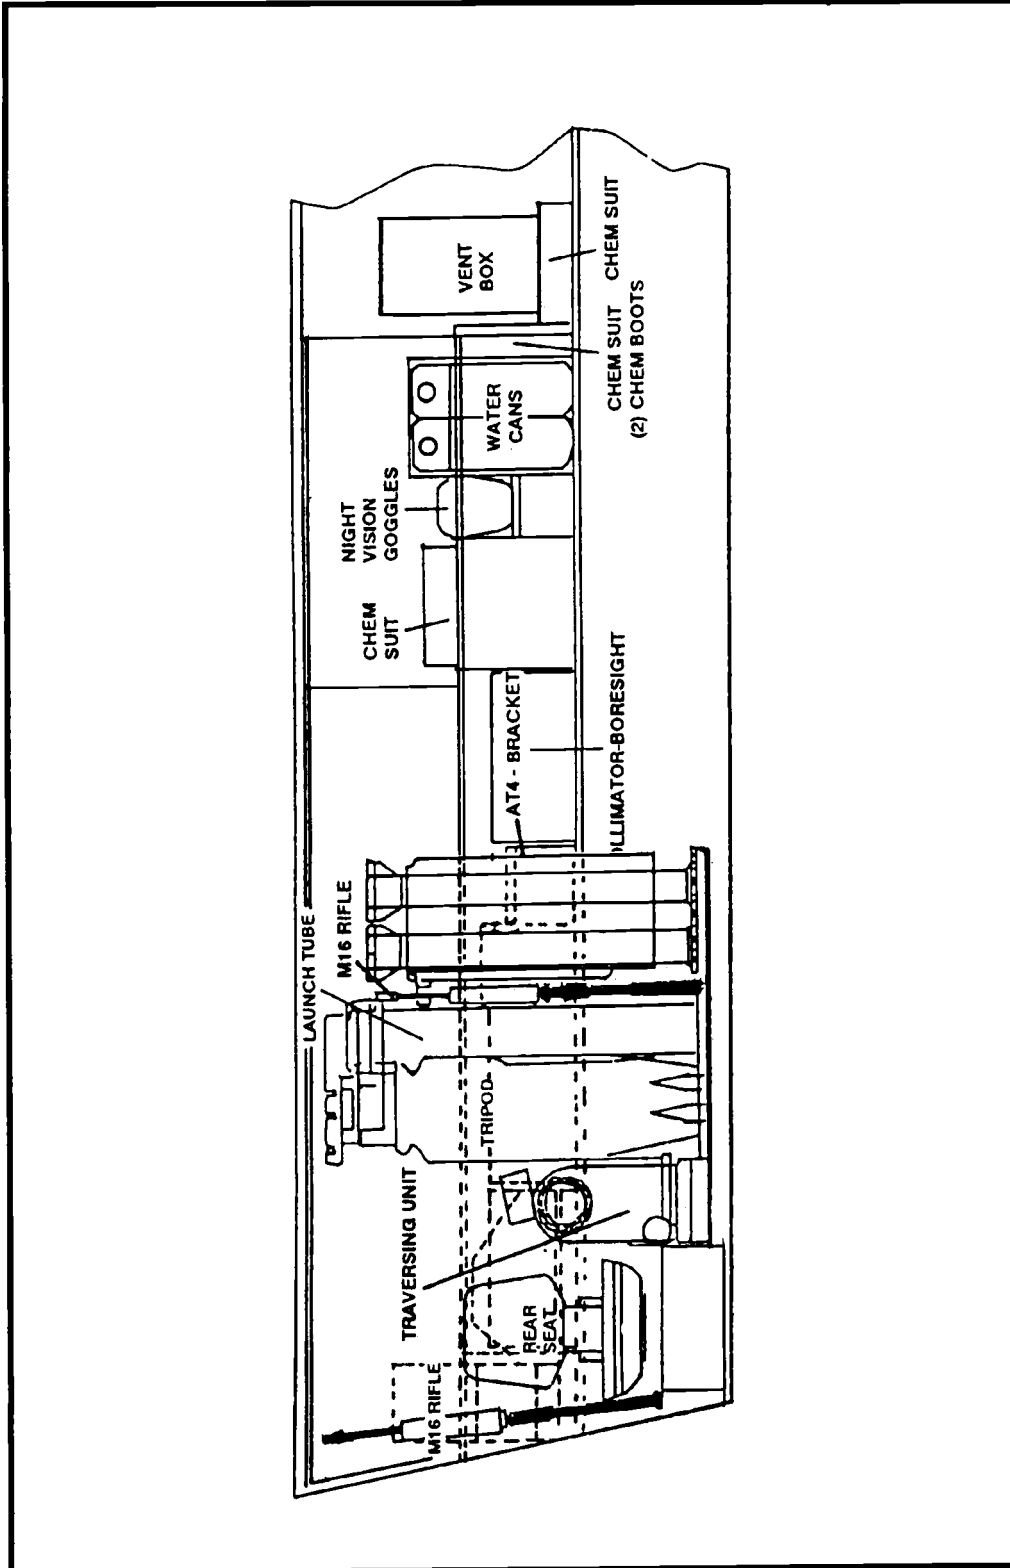 LAUNCH TUBE
M16 RIFLE
TRAVERSING UNIT
M16 RIFLE
REAR
SEAT
TRIPOD
AT4 - BRACKET
LLIMATOR-BORESIGHT
CHEM
SUIT
NIGHT
VISION
GOGGLES
WATER
CANS
VENT
BOX
CHEM SUIT
(2) CHEM BOOTS
CHEM SUIT